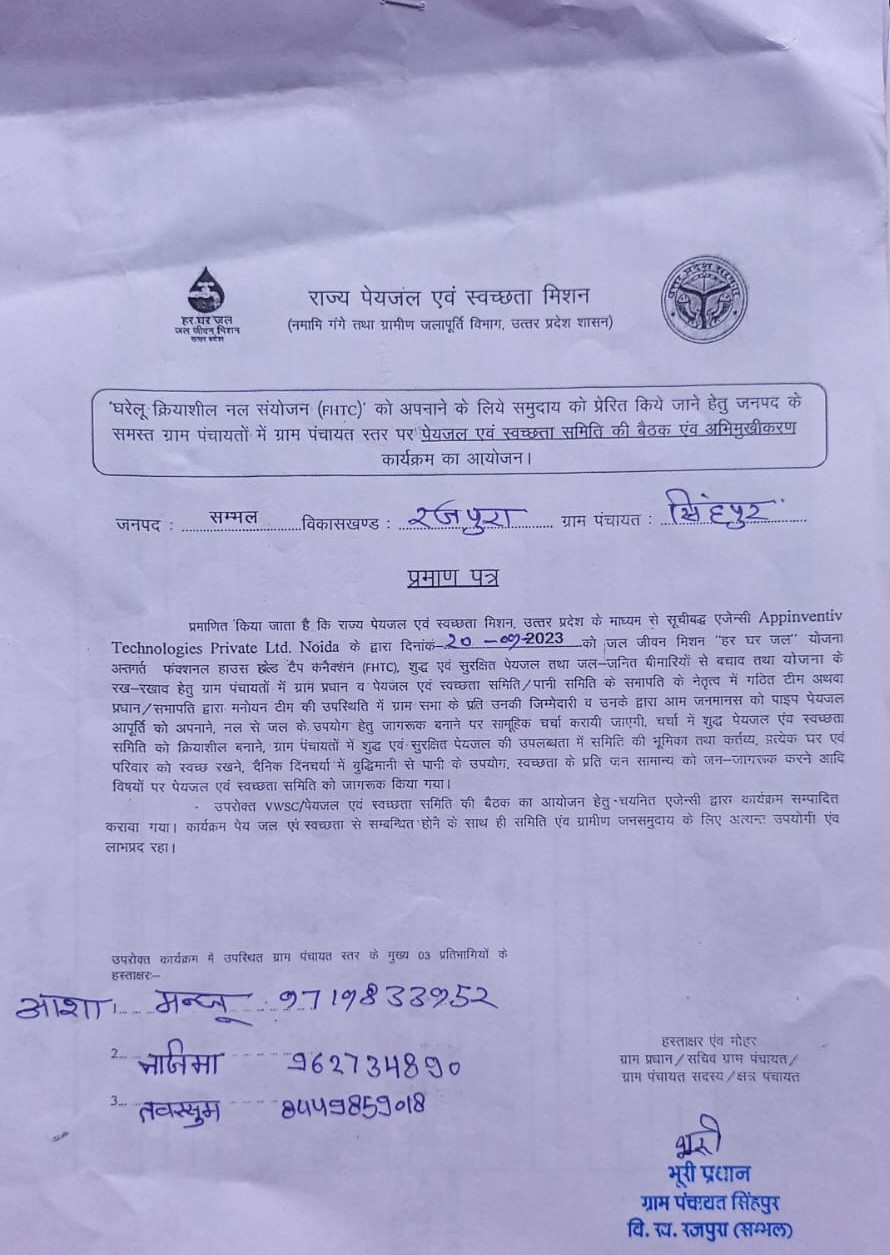 हर घर जल
जल जीवन मिशन
उत्तर प्रदेश
राज्य पेयजल एवं स्वच्छता मिशन
(नमामि गंगे तथा ग्रामीण जलापूर्ति विभाग, उत्तर प्रदेश शासन)
उत्तर प्रदेश सरकार
'घरेलू क्रियाशील नल संयोजन (FHTC)' को अपनाने के लिये समुदाय को प्रेरित किये जाने हेतु जनपद के
समस्त ग्राम पंचायतों में ग्राम पंचायत स्तर पर पेयजल एवं स्वच्छता समिति की बैठक एंव अभिमुखीकरण
कार्यक्रम का आयोजन।
जनपद : सम्भल विकासखण्ड : रजपुरा ग्राम पंचायत : सिंहपुर
प्रमाण पत्र
प्रमाणित किया जाता है कि राज्य पेयजल एवं स्वच्छता मिशन, उत्तर प्रदेश के माध्यम से सूचीबद्ध एजेन्सी Appinventiv
Technologies Private Ltd. Noida के द्वारा दिनांक 20 -09-2023 को जल जीवन मिशन "हर घर जल" योजना
अन्तर्गत फंक्शनल हाउस होल्ड टैप कनैक्शन (FHTC), शुद्ध एवं सुरक्षित पेयजल तथा जल-जनित बीमारियों से बचाव तथा योजना के
रख-रखाव हेतु ग्राम पंचायतों में ग्राम प्रधान व पेयजल एवं स्वच्छता समिति/पानी समिति के सभापति के नेतृत्व में गठित टीम अथवा
प्रधान/सभापति द्वारा मनोयन टीम की उपस्थिति में ग्राम सभा के प्रति उनकी जिम्मेदारी व उनके द्वारा आम जनमानस को पाइप पेयजल
आपूर्ति को अपनाने, नल से जल के उपयोग हेतु जागरूक बनाने पर सामूहिक चर्चा करायी जाएगी, चर्चा में शुद्ध पेयजल एंव स्वच्छता
समिति को क्रियाशील बनाने, ग्राम पंचायतों में शुद्ध एवं सुरक्षित पेयजल की उपलब्धता में समिति की भूमिका तथा कर्त्तव्य, प्रत्येक घर एवं
परिवार को स्वच्छ रखने, दैनिक दिनचर्या में बुद्धिमानी से पानी के उपयोग, स्वच्छता के प्रति जन सामान्य को जन-जागरूक करने आदि
विषयों पर पेयजल एवं स्वच्छता समिति को जागरूक किया गया।
उपरोक्त VWSC/पेयजल एवं स्वच्छता समिति की बैठक का आयोजन हेतु चयनित एजेन्सी द्वारा कार्यक्रम सम्पादित
कराया गया। कार्यक्रम पेय जल एवं स्वच्छता से सम्बन्धित होने के साथ ही समिति एंव ग्रामीण जनसमुदाय के लिए अत्यन्त उपयोगी एंव
लाभप्रद रहा।
उपरोक्त कार्यक्रम में उपस्थित ग्राम पंचायत स्तर के मुख्य 03 प्रतिभागियों के
हस्ताक्षरः-
आशा 1... मन्जू 9719833952
2... 962734890
3... तवस्सुम 8449859018
हस्ताक्षर एंव मोहर
ग्राम प्रधान/सचिव ग्राम पंचायत/
ग्राम पंचायत सदस्य/क्षत्र पंचायत
भूरी
भूरी प्रधान
ग्राम पंचायत सिंहपुर
वि. ख. रजपुरा (सम्भल)